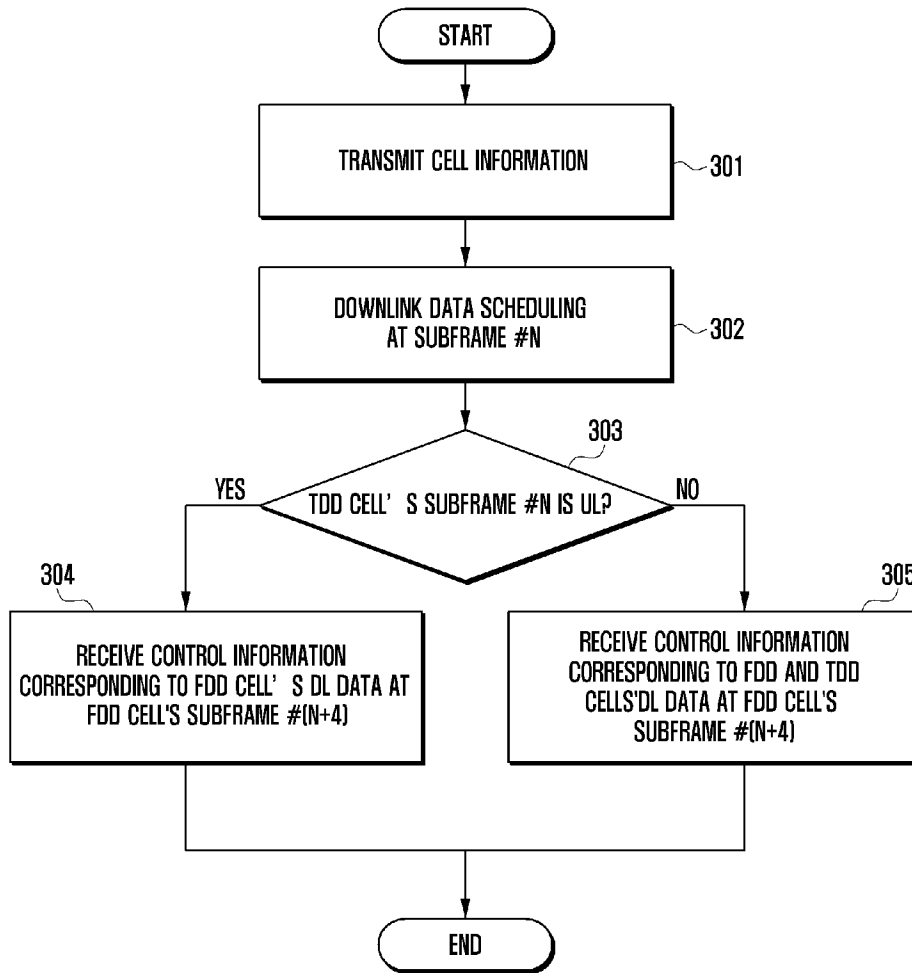 START
TRANSMIT CELL INFORMATION
301
DOWNLINK DATA SCHEDULING
AT SUBFRAME #N
302
303
YES
TDD CELL' S SUBFRAME #N IS UL?
NO
304
RECEIVE CONTROL INFORMATION
CORRESPONDING TO FDD CELL' S DL DATA AT
FDD CELL'S SUBFRAME #(N+4)
305
RECEIVE CONTROL INFORMATION
CORRESPONDING TO FDD AND TDD
CELLS'DL DATA AT FDD CELL'S
SUBFRAME #(N+4)
END